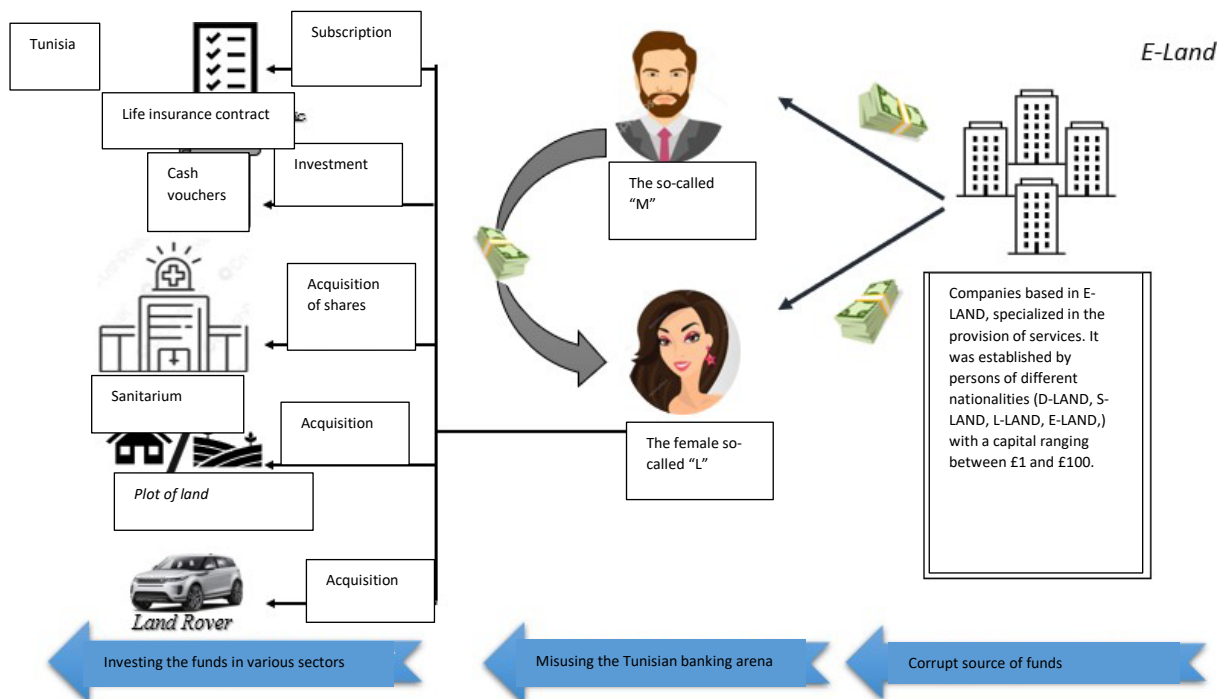 Tunisia
Subscription
Life insurance contract
Cash
vouchers
Investment
Acquisition
of shares
Sanitarium
Acquisition
Plot of land
Acquisition
Land Rover
The so-called
“M”
The female so-
called “L”
E-Land
Companies based in E-
LAND, specialized in the
provision of services. It
was established by
persons of different
nationalities (D-LAND, S-
LAND, L-LAND, E-LAND,)
with a capital ranging
between £1 and £100.
Investing the funds in various sectors
Misusing the Tunisian banking arena
Corrupt source of funds